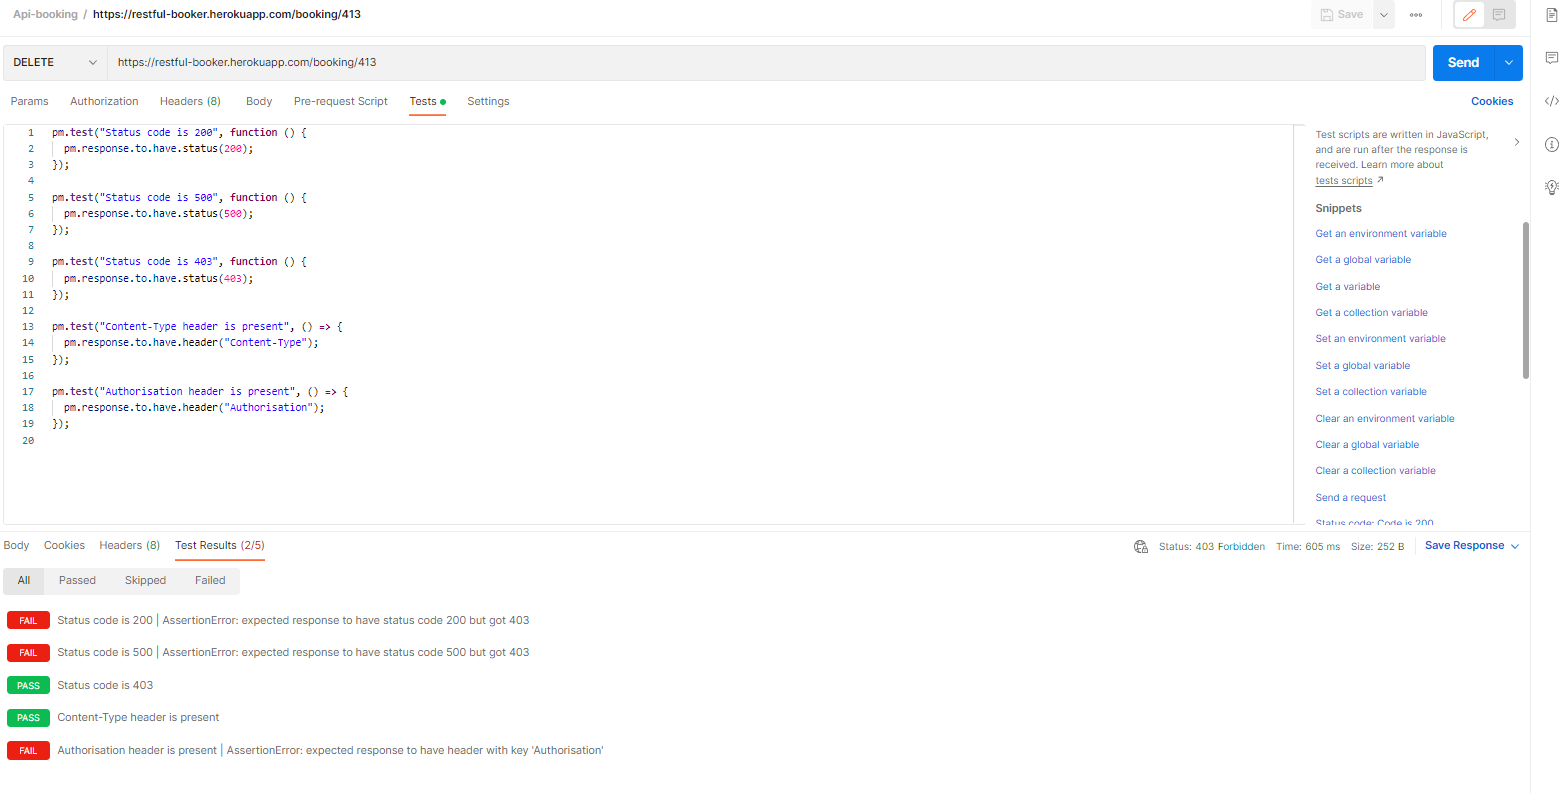 Api-booking / https://restful-booker.herokuapp.com/booking/413
Save
DELETE https://restful-booker.herokuapp.com/booking/413 Send
Params Authorization Headers (8) Body Pre-request Script Tests Settings Cookies
1 pm.test("Status code is 200", function () {
2 pm.response.to.have.status(200);
3 });
4
5 pm.test("Status code is 500", function () {
6 pm.response.to.have.status(500);
7 });
8
9 pm.test("Status code is 403", function () {
10 pm.response.to.have.status(403);
11 });
12
13 pm.test("Content-Type header is present", () => {
14 pm.response.to.have.header("Content-Type");
15 });
16
17 pm.test("Authorisation header is present", () => {
18 pm.response.to.have.header("Authorisation");
19 });
20
Test scripts are written in JavaScript,
and are run after the response is
received. Learn more about
tests scripts ↗
Snippets
Get an environment variable
Get a global variable
Get a variable
Get a collection variable
Set an environment variable
Set a global variable
Set a collection variable
Clear an environment variable
Clear a global variable
Clear a collection variable
Send a request
Status code: Code is 200
Body Cookies Headers (8) Test Results (2/5) Status: 403 Forbidden Time: 605 ms Size: 252 B Save Response
All Passed Skipped Failed
FAIL Status code is 200 | AssertionError: expected response to have status code 200 but got 403
FAIL Status code is 500 | AssertionError: expected response to have status code 500 but got 403
PASS Status code is 403
PASS Content-Type header is present
FAIL Authorisation header is present | AssertionError: expected response to have header with key 'Authorisation'